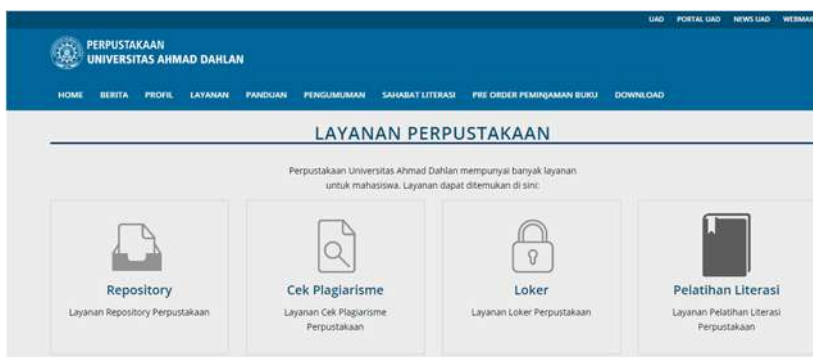 UAD PORTAL UAD NEWS UAD WEBMAIL
PERPUSTAKAAN
UNIVERSITAS AHMAD DAHLAN
HOME BERITA PROFIL LAYANAN PANDUAN PENGUMUMAN SAHABAT LITERASI PRE ORDER PEMINJAMAN BUKU DOWNLOAD
LAYANAN PERPUSTAKAAN
Perpustakaan Universitas Ahmad Dahlan mempunyai banyak layanan
untuk mahasiswa. Layanan dapat ditemukan di sini:
Repository
Layanan Repository Perpustakaan
Cek Plagiarisme
Layanan Cek Plagiarisme
Perpustakaan
Loker
Layanan Loker Perpustakaan
Pelatihan Literasi
Layanan Pelatihan Literasi
Perpustakaan